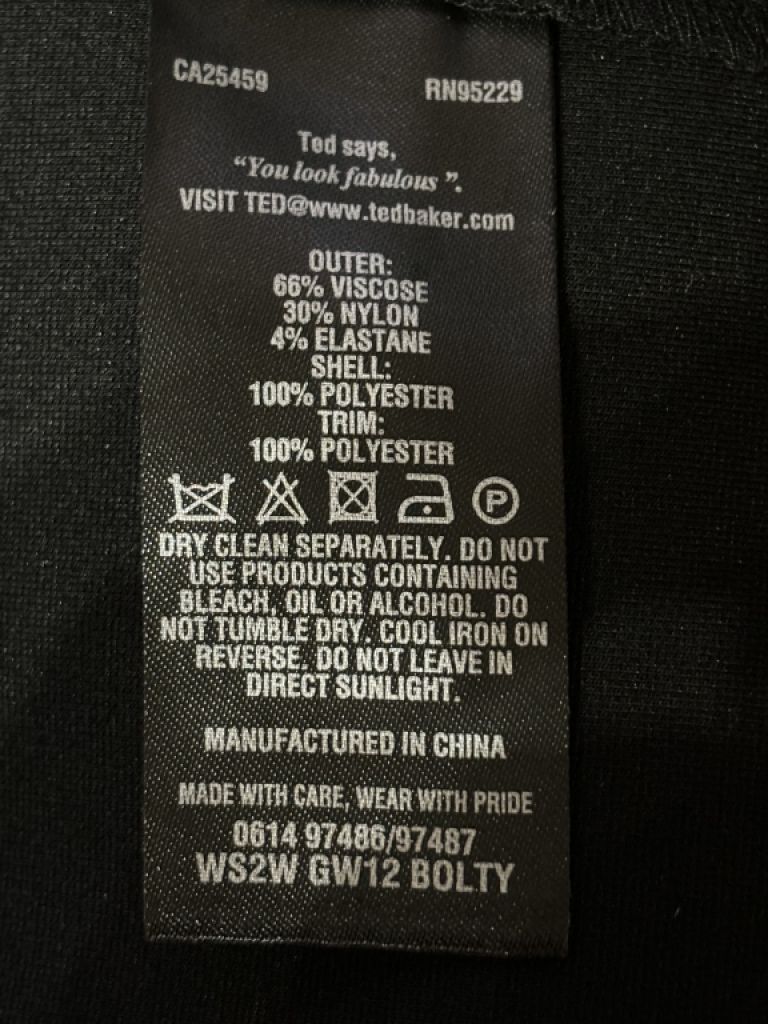 CA25459 RN95229
Ted says,
“You look fabulous ”.
VISIT TED@www.tedbaker.com
OUTER:
66% VISCOSE
30% NYLON
4% ELASTANE
SHELL:
100% POLYESTER
TRIM:
100% POLYESTER
P
DRY CLEAN SEPARATELY. DO NOT
USE PRODUCTS CONTAINING
BLEACH, OIL OR ALCOHOL. DO
NOT TUMBLE DRY. COOL IRON ON
REVERSE. DO NOT LEAVE IN
DIRECT SUNLIGHT.
MANUFACTURED IN CHINA
MADE WITH CARE, WEAR WITH PRIDE
0614 97486/97487
WS2W GW12 BOLTY